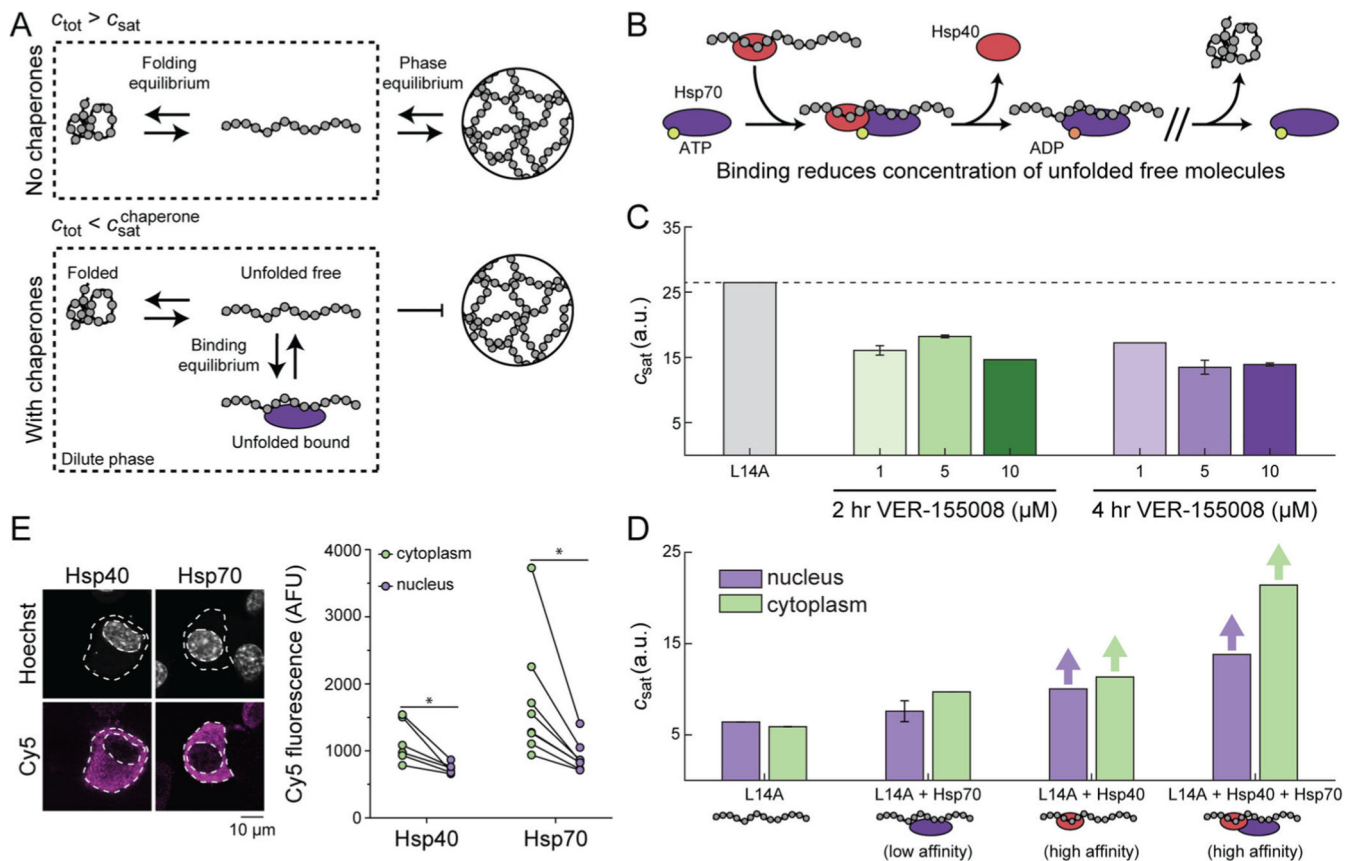 A
c_tot > c_sat
No chaperones
Folding
equilibrium
Phase
equilibrium
c_tot < c_sat^chaperone
With chaperones
Folded
Unfolded free
Binding
equilibrium
Unfolded bound
Dilute phase
B
Hsp40
Hsp70
ATP
ADP
Binding reduces concentration of unfolded free molecules
C
c_sat (a.u.)
35
25
15
5
L14A
1
5
10
1
5
10
2 hr VER-155008 (µM)
4 hr VER-155008 (µM)
D
c_sat (a.u.)
25
15
5
nucleus
cytoplasm
L14A
L14A + Hsp70
L14A + Hsp40
L14A + Hsp40 + Hsp70
(low affinity)
(high affinity)
(high affinity)
E
Hsp40
Hsp70
Hoechst
Cy5
10 µm
Cy5 fluorescence (AFU)
4000
3000
2000
1000
0
cytoplasm
nucleus
*
*
Hsp40
Hsp70